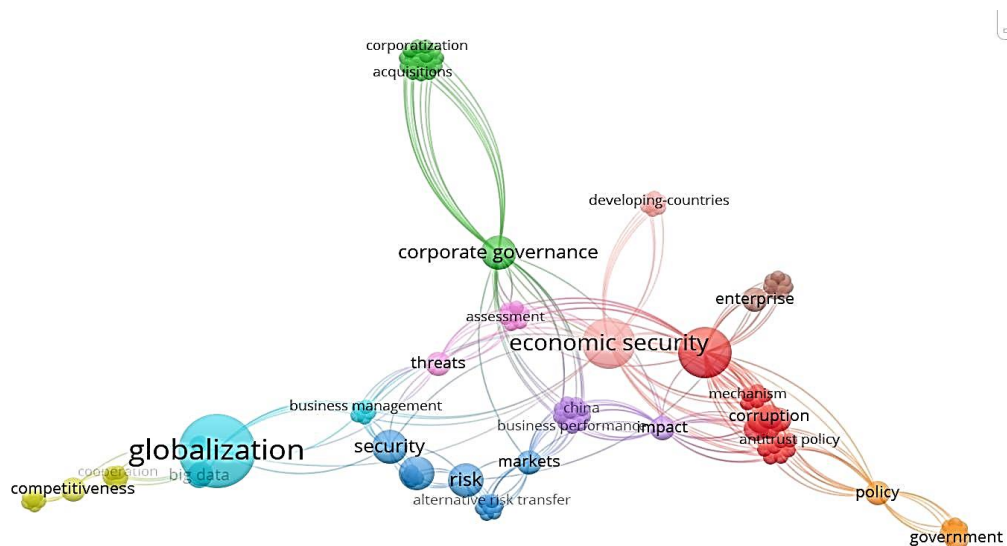 corporatization
acquisitions
developing-countries
corporate governance
enterprise
assessment
economic security
threats
mechanism
business management
china
corruption
business performance
impact
antitrust policy
globalization
security
markets
cooperation
big data
risk
competitiveness
alternative risk transfer
policy
government